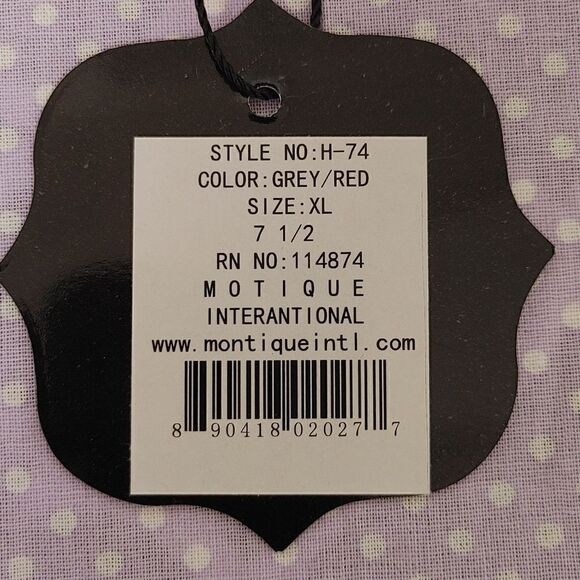 STYLE NO:H-74
COLOR:GREY/RED
SIZE:XL
7 1/2
RN NO:114874
MOTIQUE
INTERANTIONAL
www.montiqueintl.com
8 90418 02027 7